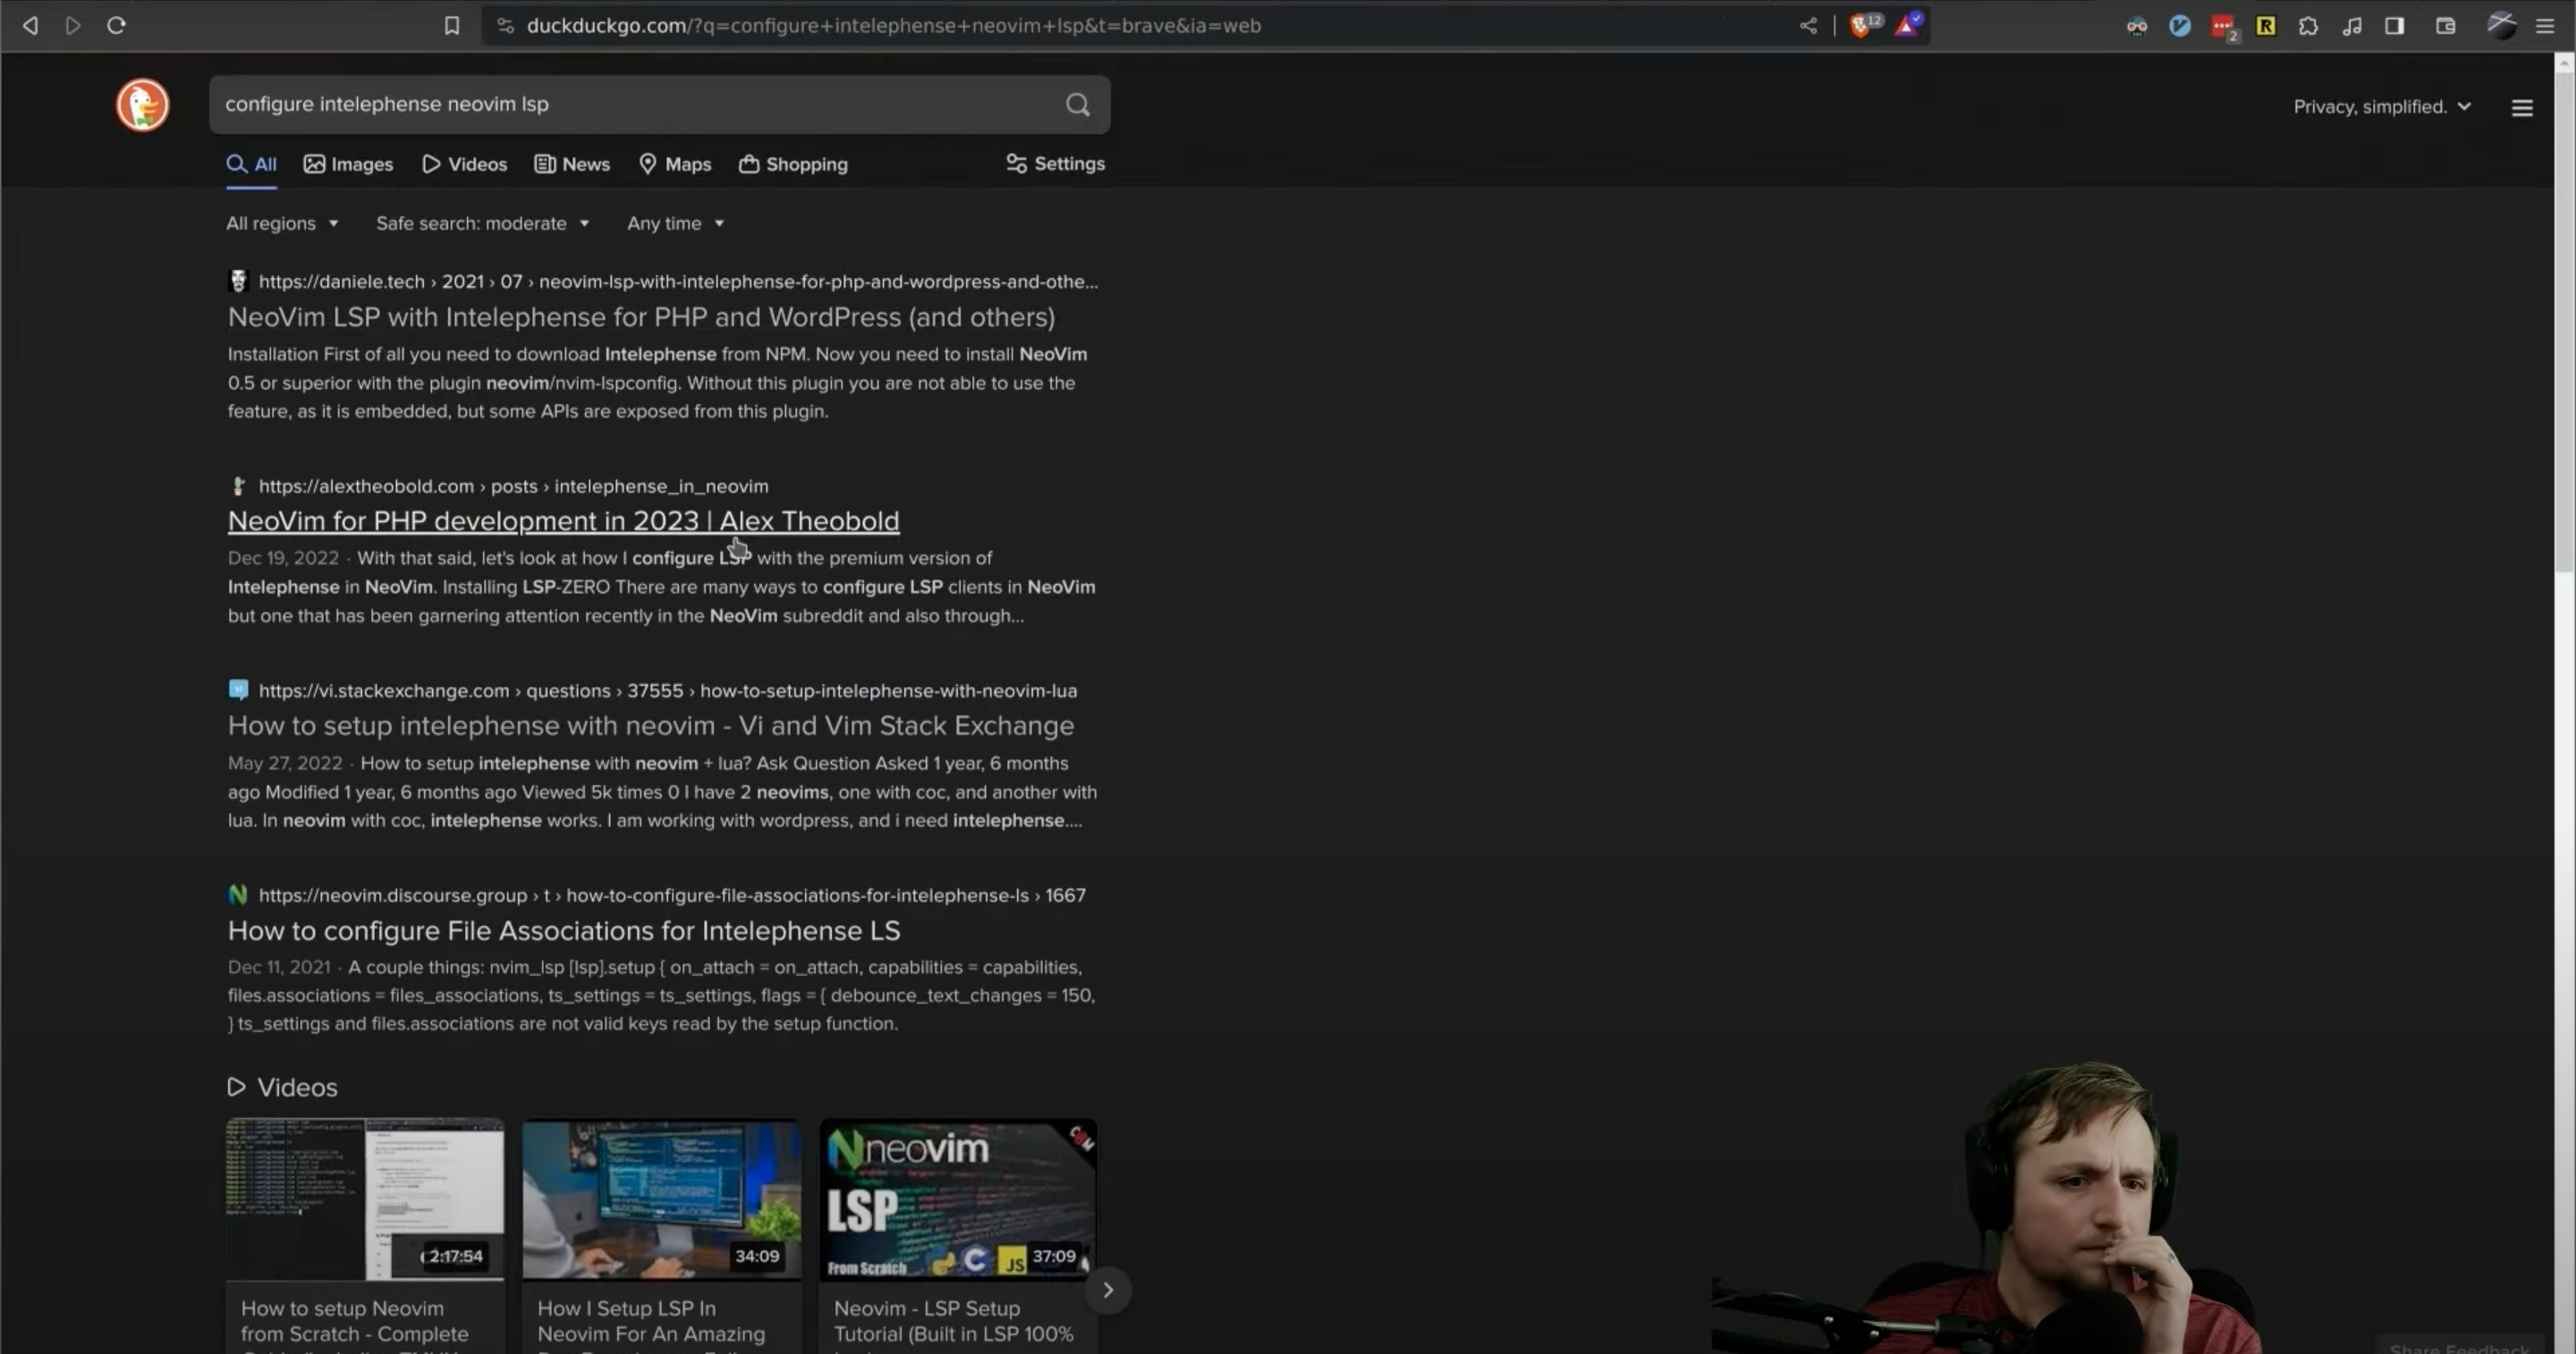 duckduckgo.com/?q=configure+intelephense+neovim+lsp&t=brave&ia=web
12
2
configure intelephense neovim lsp
Privacy, simplified.
All Images Videos News Maps Shopping Settings
All regions Safe search: moderate Any time
https://daniele.tech › 2021 › 07 › neovim-lsp-with-intelephense-for-php-and-wordpress-and-othe...
NeoVim LSP with Intelephense for PHP and WordPress (and others)
Installation First of all you need to download Intelephense from NPM. Now you need to install NeoVim
0.5 or superior with the plugin neovim/nvim-lspconfig. Without this plugin you are not able to use the
feature, as it is embedded, but some APIs are exposed from this plugin.
https://alextheobold.com › posts › intelephense_in_neovim
NeoVim for PHP development in 2023 | Alex Theobold
Dec 19, 2022 · With that said, let's look at how I configure LSP with the premium version of
Intelephense in NeoVim. Installing LSP-ZERO There are many ways to configure LSP clients in NeoVim
but one that has been garnering attention recently in the NeoVim subreddit and also through...
https://vi.stackexchange.com › questions › 37555 › how-to-setup-intelephense-with-neovim-lua
How to setup intelephense with neovim - Vi and Vim Stack Exchange
May 27, 2022 · How to setup intelephense with neovim + lua? Ask Question Asked 1 year, 6 months
ago Modified 1 year, 6 months ago Viewed 5k times 0 I have 2 neovims, one with coc, and another with
lua. In neovim with coc, intelephense works. I am working with wordpress, and i need intelephense....
https://neovim.discourse.group › t › how-to-configure-file-associations-for-intelephense-ls › 1667
How to configure File Associations for Intelephense LS
Dec 11, 2021 · A couple things: nvim_lsp [lsp].setup { on_attach = on_attach, capabilities = capabilities,
files.associations = files_associations, ts_settings = ts_settings, flags = { debounce_text_changes = 150,
} ts_settings and files.associations are not valid keys read by the setup function.
Videos
2:17:54
34:09
neovim
LSP
From Scratch
JS
37:09
How to setup Neovim
from Scratch - Complete
How I Setup LSP In
Neovim For An Amazing
Neovim - LSP Setup
Tutorial (Built in LSP 100%
Share Feedback